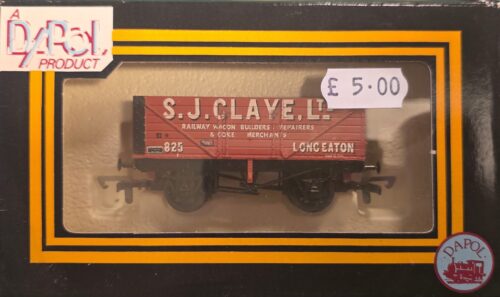 A
DAPOL
PRODUCT
£ 5.00
S.J.CLAYE, LTD
RAILWAY WAGON BUILDERS, REPAIRERS
& COKE MERCHANTS
825 LONG EATON
DAPOL